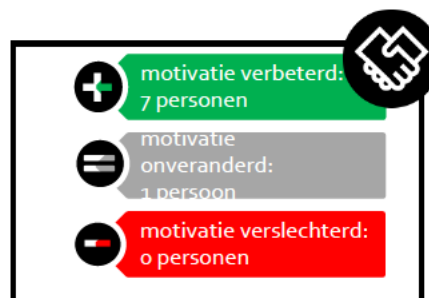 motivatie verbeterd:
7 personen
motivatie
onveranderd:
1 persoon
motivatie verslechterd:
0 personen